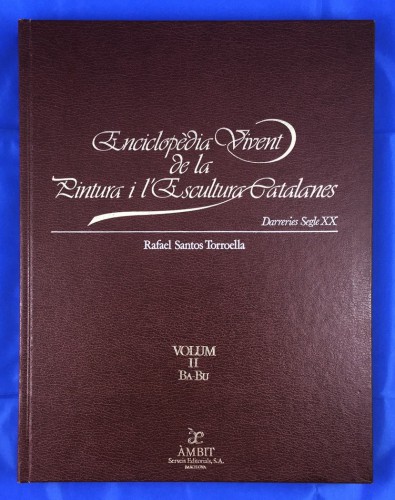 Enciclopèdia Vivent
de la
Pintura i l'Escultura Catalanes
Darreries Segle XX
Rafael Santos Torroella
VOLUM
II
BA-BU
æ
ÀMBIT
Serveis Editorials, S.A.
BARCELONA